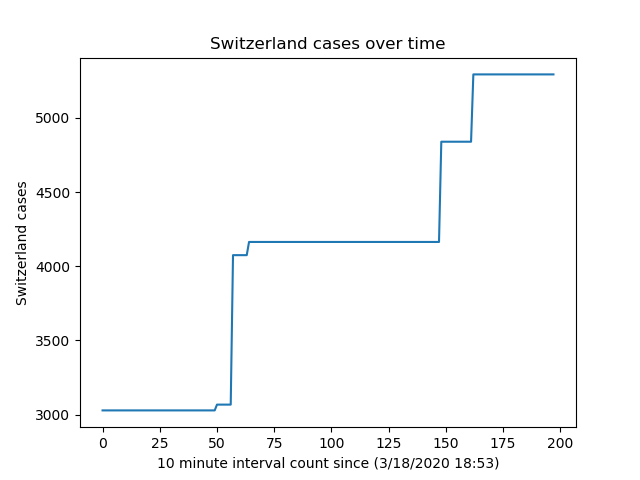 Switzerland cases over time
5000
4500
4000
3500
3000
Switzerland cases
0 25 50 75 100 125 150 175 200
10 minute interval count since (3/18/2020 18:53)